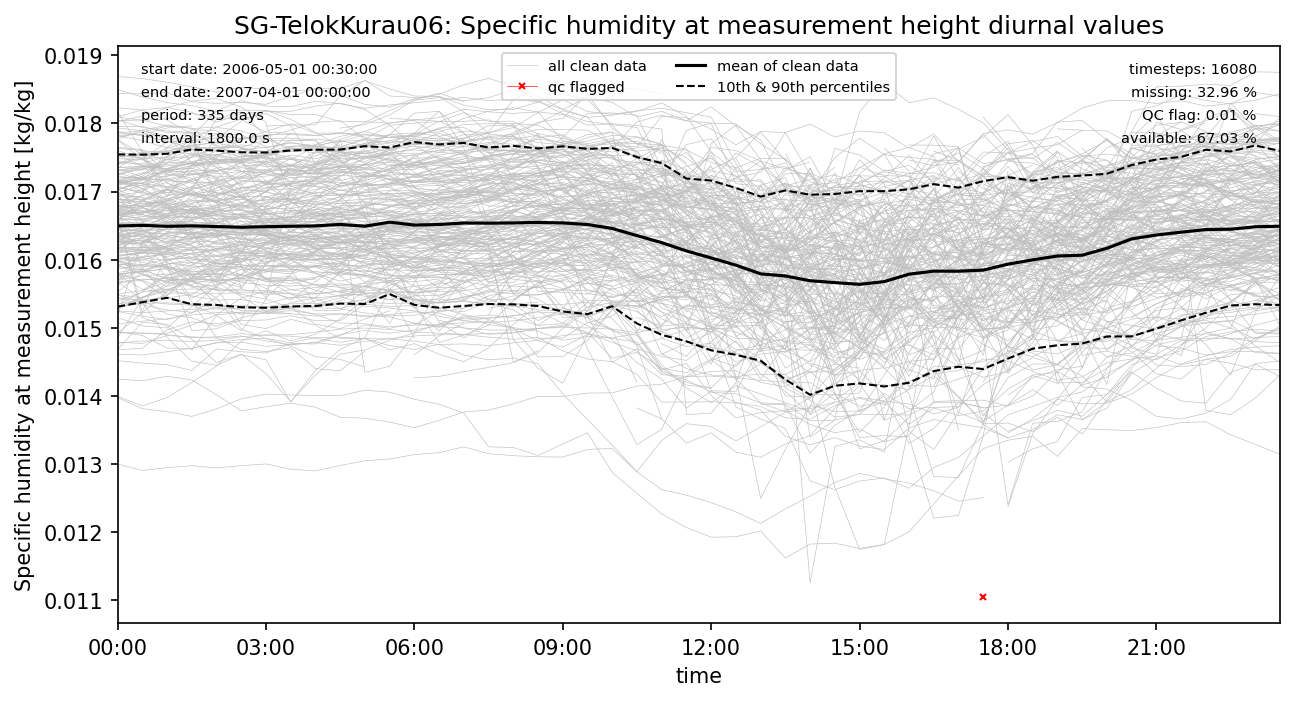 SG-TelokKurau06: Specific humidity at measurement height diurnal values
start date: 2006-05-01 00:30:00
end date: 2007-04-01 00:00:00
period: 335 days
interval: 1800.0 s
all clean data
qc flagged
mean of clean data
10th & 90th percentiles
timesteps: 16080
missing: 32.96 %
QC flag: 0.01 %
available: 67.03 %
Specific humidity at measurement height [kg/kg]
0.019
0.018
0.017
0.016
0.015
0.014
0.013
0.012
0.011
00:00 03:00 06:00 09:00 12:00 15:00 18:00 21:00
time